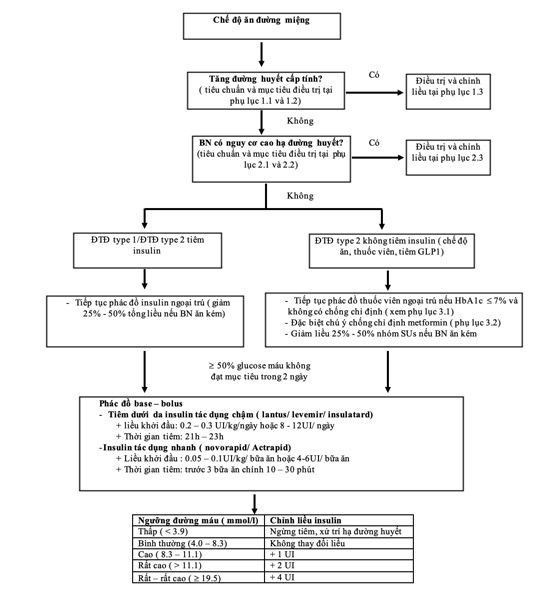 Chế độ ăn đường miệng
Tăng đường huyết cấp tính?
( tiêu chuẩn và mục tiêu điều trị tại
phụ lục 1.1 và 1.2)
Có
Điều trị và chỉnh
liều tại phụ lục 1.3
Không
BN có nguy cơ cao hạ đường huyết?
(tiêu chuẩn và mục tiêu điều trị tại phụ
lục 2.1 và 2.2)
Có
Điều trị và chỉnh
liều tại phụ lục 2.3
Không
ĐTĐ type 1/ĐTĐ type 2 tiêm
insulin
ĐTĐ type 2 không tiêm insulin ( chế độ
ăn, thuốc viên, tiêm GLP1)
- Tiếp tục phác đồ insulin ngoại trú ( giảm
25% - 50% tổng liều nếu BN ăn kém)
- Tiếp tục phác đồ thuốc viên ngoại trú nếu HbA1c ≤ 7% và
không có chống chỉ định ( xem phụ lục 3.1)
- Đặc biệt chú ý chống chỉ định metformin ( phụ lục 3.2)
- Giảm liều 25% - 50% nhóm SUs nếu BN ăn kém
≥ 50% glucose máu không
đạt mục tiêu trong 2 ngày
Phác đồ base – bolus
- Tiêm dưới da insulin tác dụng chậm ( lantus/ levemir/ insulatard)
+ liều khởi đầu: 0.2 – 0.3 UI/kg/ngày hoặc 8 - 12UI/ ngày
+ Thời gian tiêm: 21h – 23h
-Insulin tác dụng nhanh ( novorapid/ Actrapid)
+ Liều khởi đầu : 0.05 – 0.1UI/kg/ bữa ăn hoặc 4-6UI/ bữa ăn
+ Thời gian tiêm: trước 3 bữa ăn chính 10 – 30 phút
Ngưỡng đường máu ( mmol/l) Chỉnh liều insulin
Thấp ( < 3.9) Ngừng tiêm, xử trí hạ đường huyết
Bình thường (4.0 – 8.3) Không thay đổi liều
Cao ( 8.3 – 11.1) + 1 UI
Rất cao ( > 11.1) + 2 UI
Rất – rất cao ( ≥ 19.5) + 4 UI